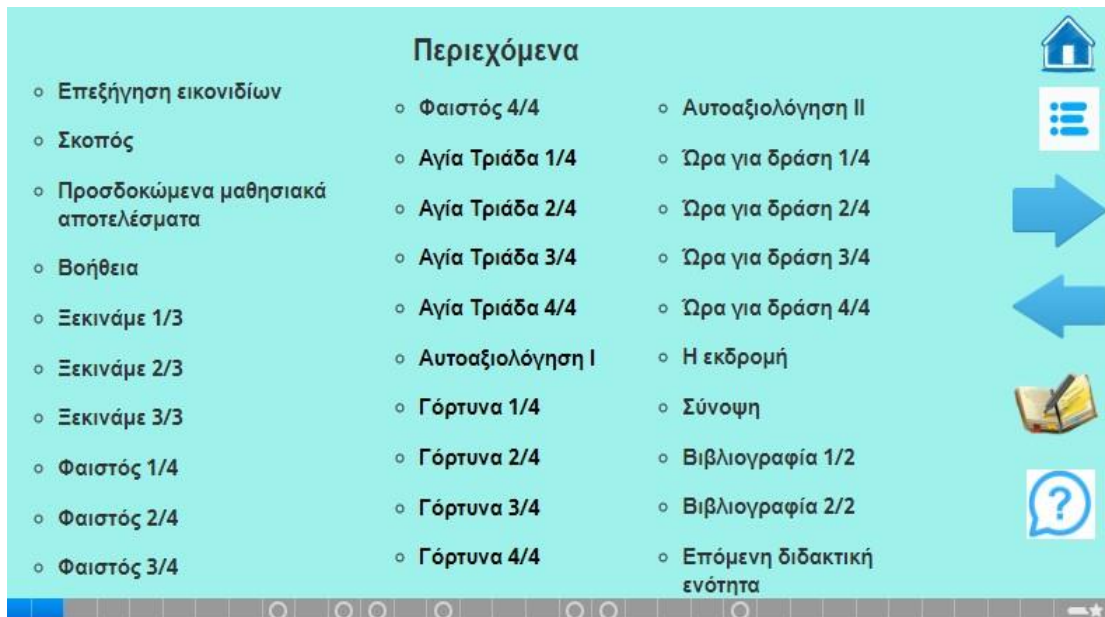 Περιεχόμενα
Επεξήγηση εικονιδίων
Σκοπός
Προσδοκώμενα μαθησιακά
αποτελέσματα
Βοήθεια
Ξεκινάμε 1/3
Ξεκινάμε 2/3
Ξεκινάμε 3/3
Φαιστός 1/4
Φαιστός 2/4
Φαιστός 3/4
Φαιστός 4/4
Αγία Τριάδα 1/4
Αγία Τριάδα 2/4
Αγία Τριάδα 3/4
Αγία Τριάδα 4/4
Αυτοαξιολόγηση Ι
Γόρτυνα 1/4
Γόρτυνα 2/4
Γόρτυνα 3/4
Γόρτυνα 4/4
Αυτοαξιολόγηση ΙΙ
Ώρα για δράση 1/4
Ώρα για δράση 2/4
Ώρα για δράση 3/4
Ώρα για δράση 4/4
Η εκδρομή
Σύνοψη
Βιβλιογραφία 1/2
Βιβλιογραφία 2/2
Επόμενη διδακτική
ενότητα
?